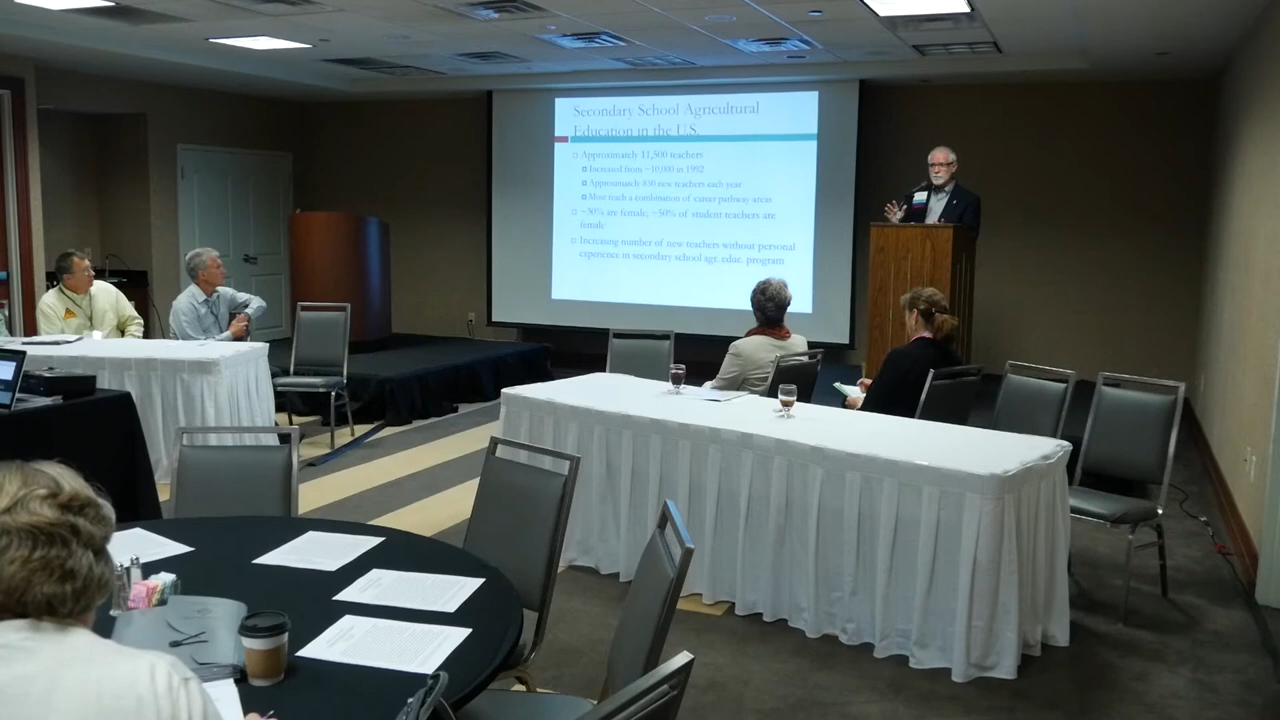 Secondary School Agricultural
Education in the U.S.
Approximately 11,500 teachers
Increased from ~10,000 in 1992
Approximately 850 new teachers each year
Most teach a combination of career pathway areas
~30% are female; ~50% of student teachers are
female
Increasing number of new teachers without personal
experience in secondary school agr. educ. program